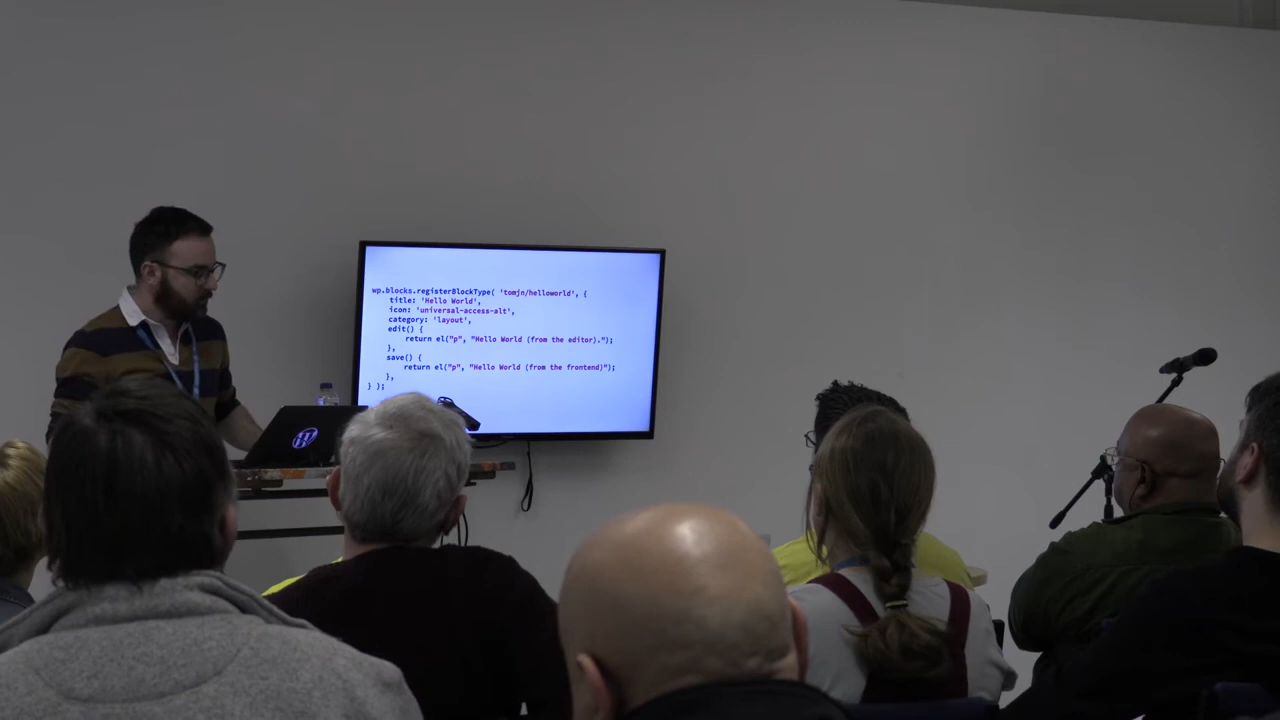 wp.blocks.registerBlockType( 'tomjn/helloworld', {
title: 'Hello World',
icon: 'universal-access-alt',
category: 'layout',
edit() {
return el("p", "Hello World (from the editor).");
},
save() {
return el("p", "Hello World (from the frontend)");
},
} );
W